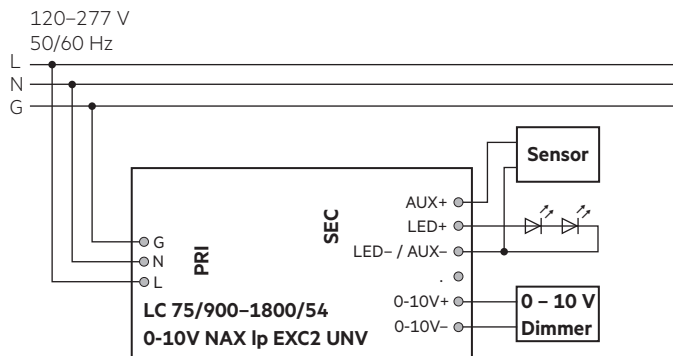 120–277 V
50/60 Hz
L
N
G
Sensor
AUX+
LED+
LED– / AUX–
.
0-10V+
0-10V–
SEC
PRI
G
N
L
0 – 10 V
Dimmer
LC 75/900–1800/54
0-10V NAX lp EXC2 UNV